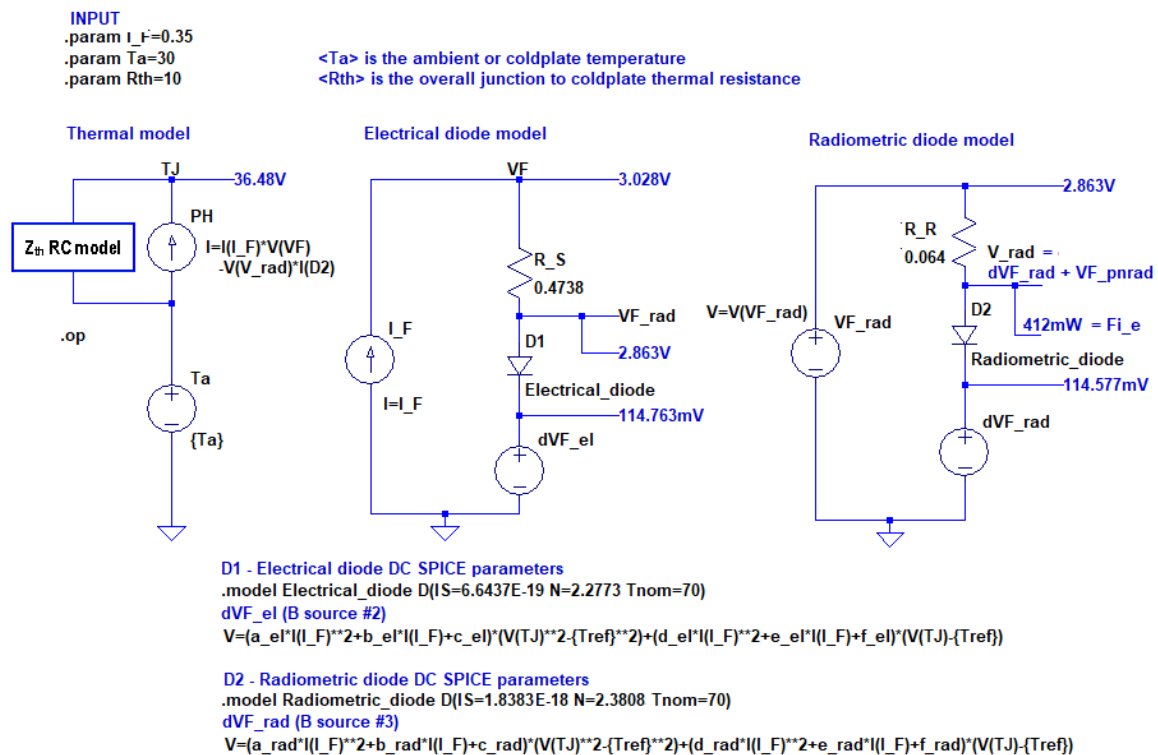 INPUT
.param I_F=0.35
.param Ta=30
<Ta> is the ambient or coldplate temperature
.param Rth=10
<Rth> is the overall junction to coldplate thermal resistance
Thermal model
Electrical diode model
Radiometric diode model
TJ
36.48V
PH
I=I(I_F)*V(VF)
-V(V_rad)*I(D2)
Zth RC model
.op
Ta
{Ta}
VF
3.028V
R_S
0.4738
VF_rad
2.863V
D1
Electrical_diode
I_F
I=I_F
114.763mV
dVF_el
2.863V
R_R
0.064
V_rad =
dVF_rad + VF_pnrad
D2
412mW = Fi_e
V=V(VF_rad)
VF_rad
Radiometric_diode
114.577mV
dVF_rad
D1 - Electrical diode DC SPICE parameters
.model Electrical_diode D(IS=6.6437E-19 N=2.2773 Tnom=70)
dVF_el (B source #2)
V=(a_el*I(I_F)**2+b_el*I(I_F)+c_el)*(V(TJ)**2-{Tref}**2)+(d_el*I(I_F)**2+e_el*I(I_F)+f_el)*(V(TJ)-{Tref})
D2 - Radiometric diode DC SPICE parameters
.model Radiometric_diode D(IS=1.8383E-18 N=2.3808 Tnom=70)
dVF_rad (B source #3)
V=(a_rad*I(I_F)**2+b_rad*I(I_F)+c_rad)*(V(TJ)**2-{Tref}**2)+(d_rad*I(I_F)**2+e_rad*I(I_F)+f_rad)*(V(TJ)-{Tref})